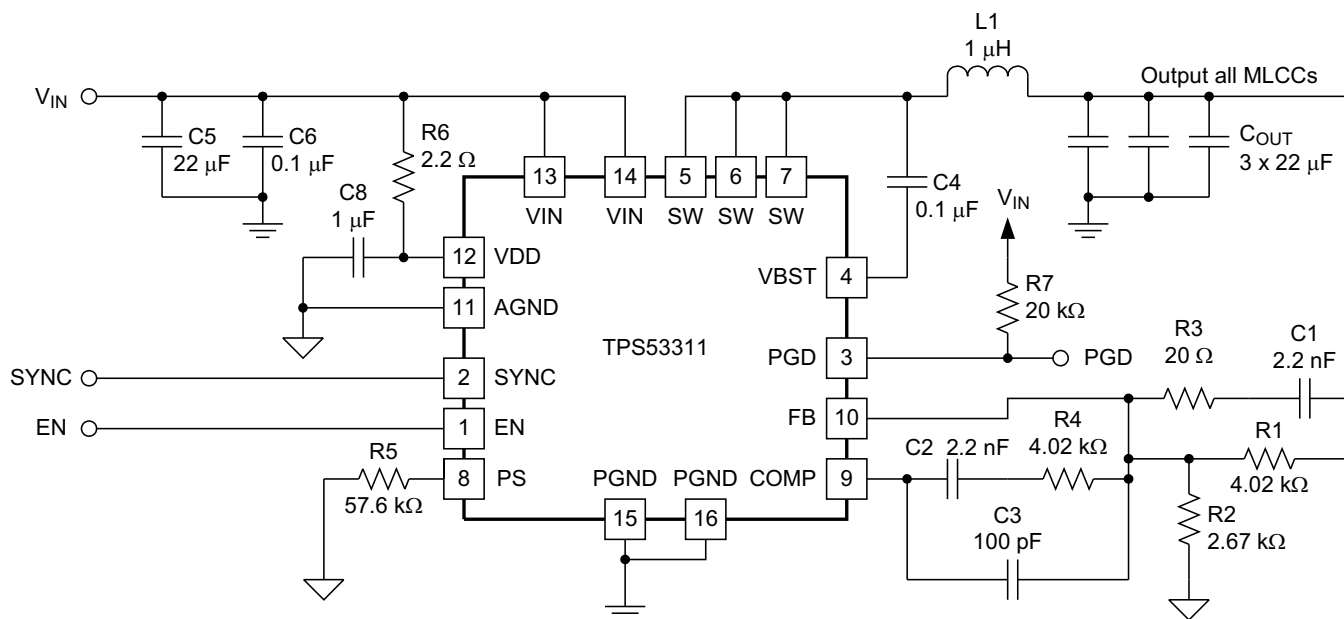 L1
1 μH
Output all MLCCs
VIN
C5
22 μF
C6
0.1 μF
R6
2.2 Ω
C8
1 μF
13
14
5
6
7
VIN
VIN
SW
SW
SW
C4
0.1 μF
COUT
3 x 22 μF
VIN
12
VDD
VBST
4
R7
20 kΩ
11
AGND
TPS53311
PGD
3
PGD
R3
20 Ω
C1
2.2 nF
SYNC
2
SYNC
FB
10
EN
1
EN
R4
4.02 kΩ
C2 2.2 nF
R1
4.02 kΩ
R5
57.6 kΩ
8
PS
PGND
PGND
COMP
9
15
16
C3
100 pF
R2
2.67 kΩ